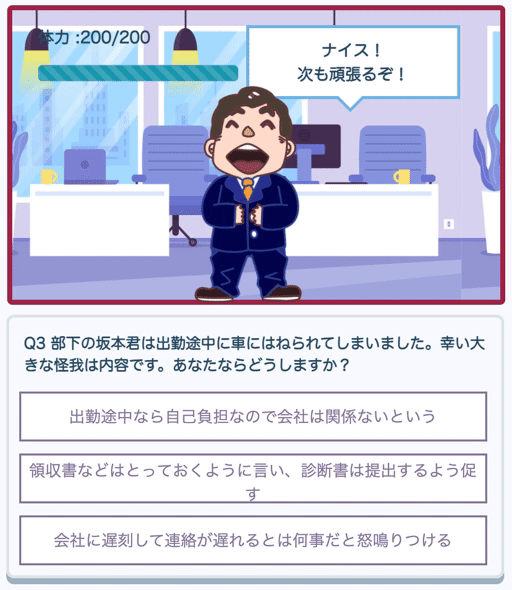 体力 :200/200
ナイス！
次も頑張るぞ！
Q3 部下の坂本君は出勤途中に車にはねられてしまいました。幸い大
きな怪我は内容です。あなたならどうしますか？
出勤途中なら自己負担なので会社は関係ないという
領収書などはとっておくように言い、診断書は提出するよう促
す
会社に遅刻して連絡が遅れるとは何事だと怒鳴りつける